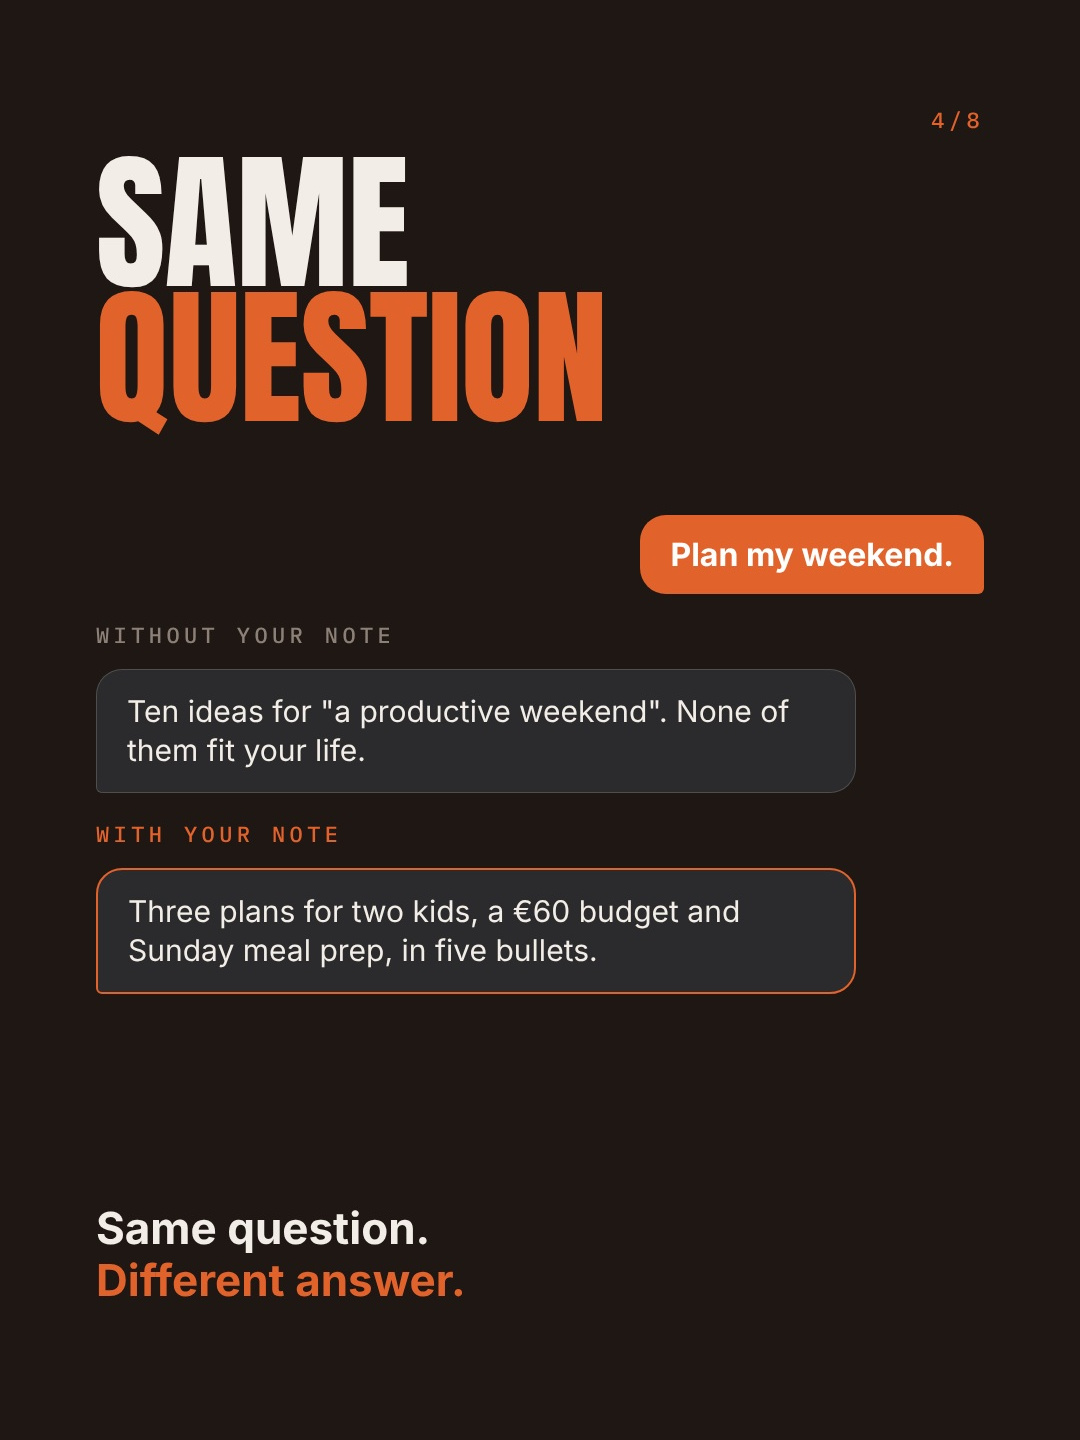 4 / 8
SAME
QUESTION
Plan my weekend.
WITHOUT YOUR NOTE
Ten ideas for "a productive weekend". None of
them fit your life.
WITH YOUR NOTE
Three plans for two kids, a €60 budget and
Sunday meal prep, in five bullets.
Same question.
Different answer.